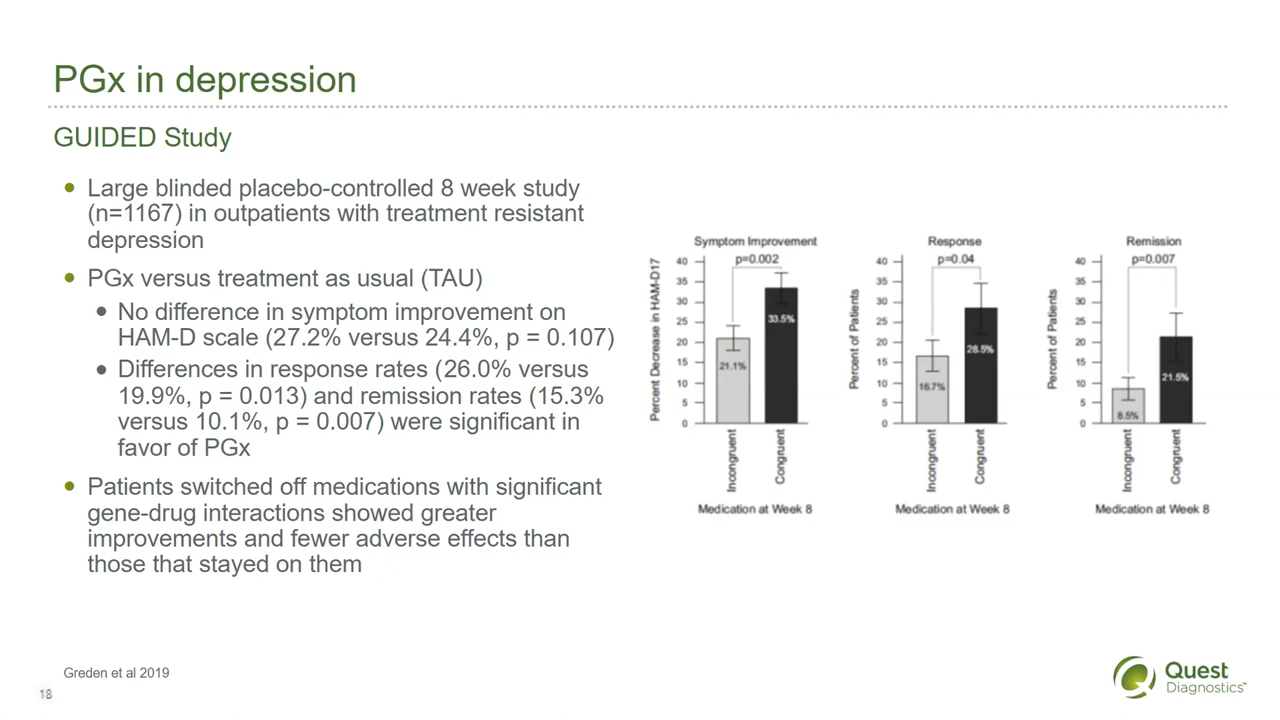 PGx in depression
GUIDED Study
• Large blinded placebo-controlled 8 week study
(n=1167) in outpatients with treatment resistant
depression
• PGx versus treatment as usual (TAU)
• No difference in symptom improvement on
HAM-D scale (27.2% versus 24.4%, p = 0.107)
• Differences in response rates (26.0% versus
19.9%, p = 0.013) and remission rates (15.3%
versus 10.1%, p = 0.007) were significant in
favor of PGx
• Patients switched off medications with significant
gene-drug interactions showed greater
improvements and fewer adverse effects than
those that stayed on them
Symptom Improvement
p=0.002
Percent Decrease in HAM-D17
40
35
30
25
20
15
10
5
0
21.1%
33.5%
Incongruent
Congruent
Medication at Week 8
Response
p=0.04
Percent of Patients
40
35
30
25
20
15
10
5
0
16.7%
28.5%
Incongruent
Congruent
Medication at Week 8
Remission
p=0.007
Percent of Patients
40
35
30
25
20
15
10
5
0
8.5%
21.5%
Incongruent
Congruent
Medication at Week 8
Greden et al 2019
18
Quest
Diagnostics™